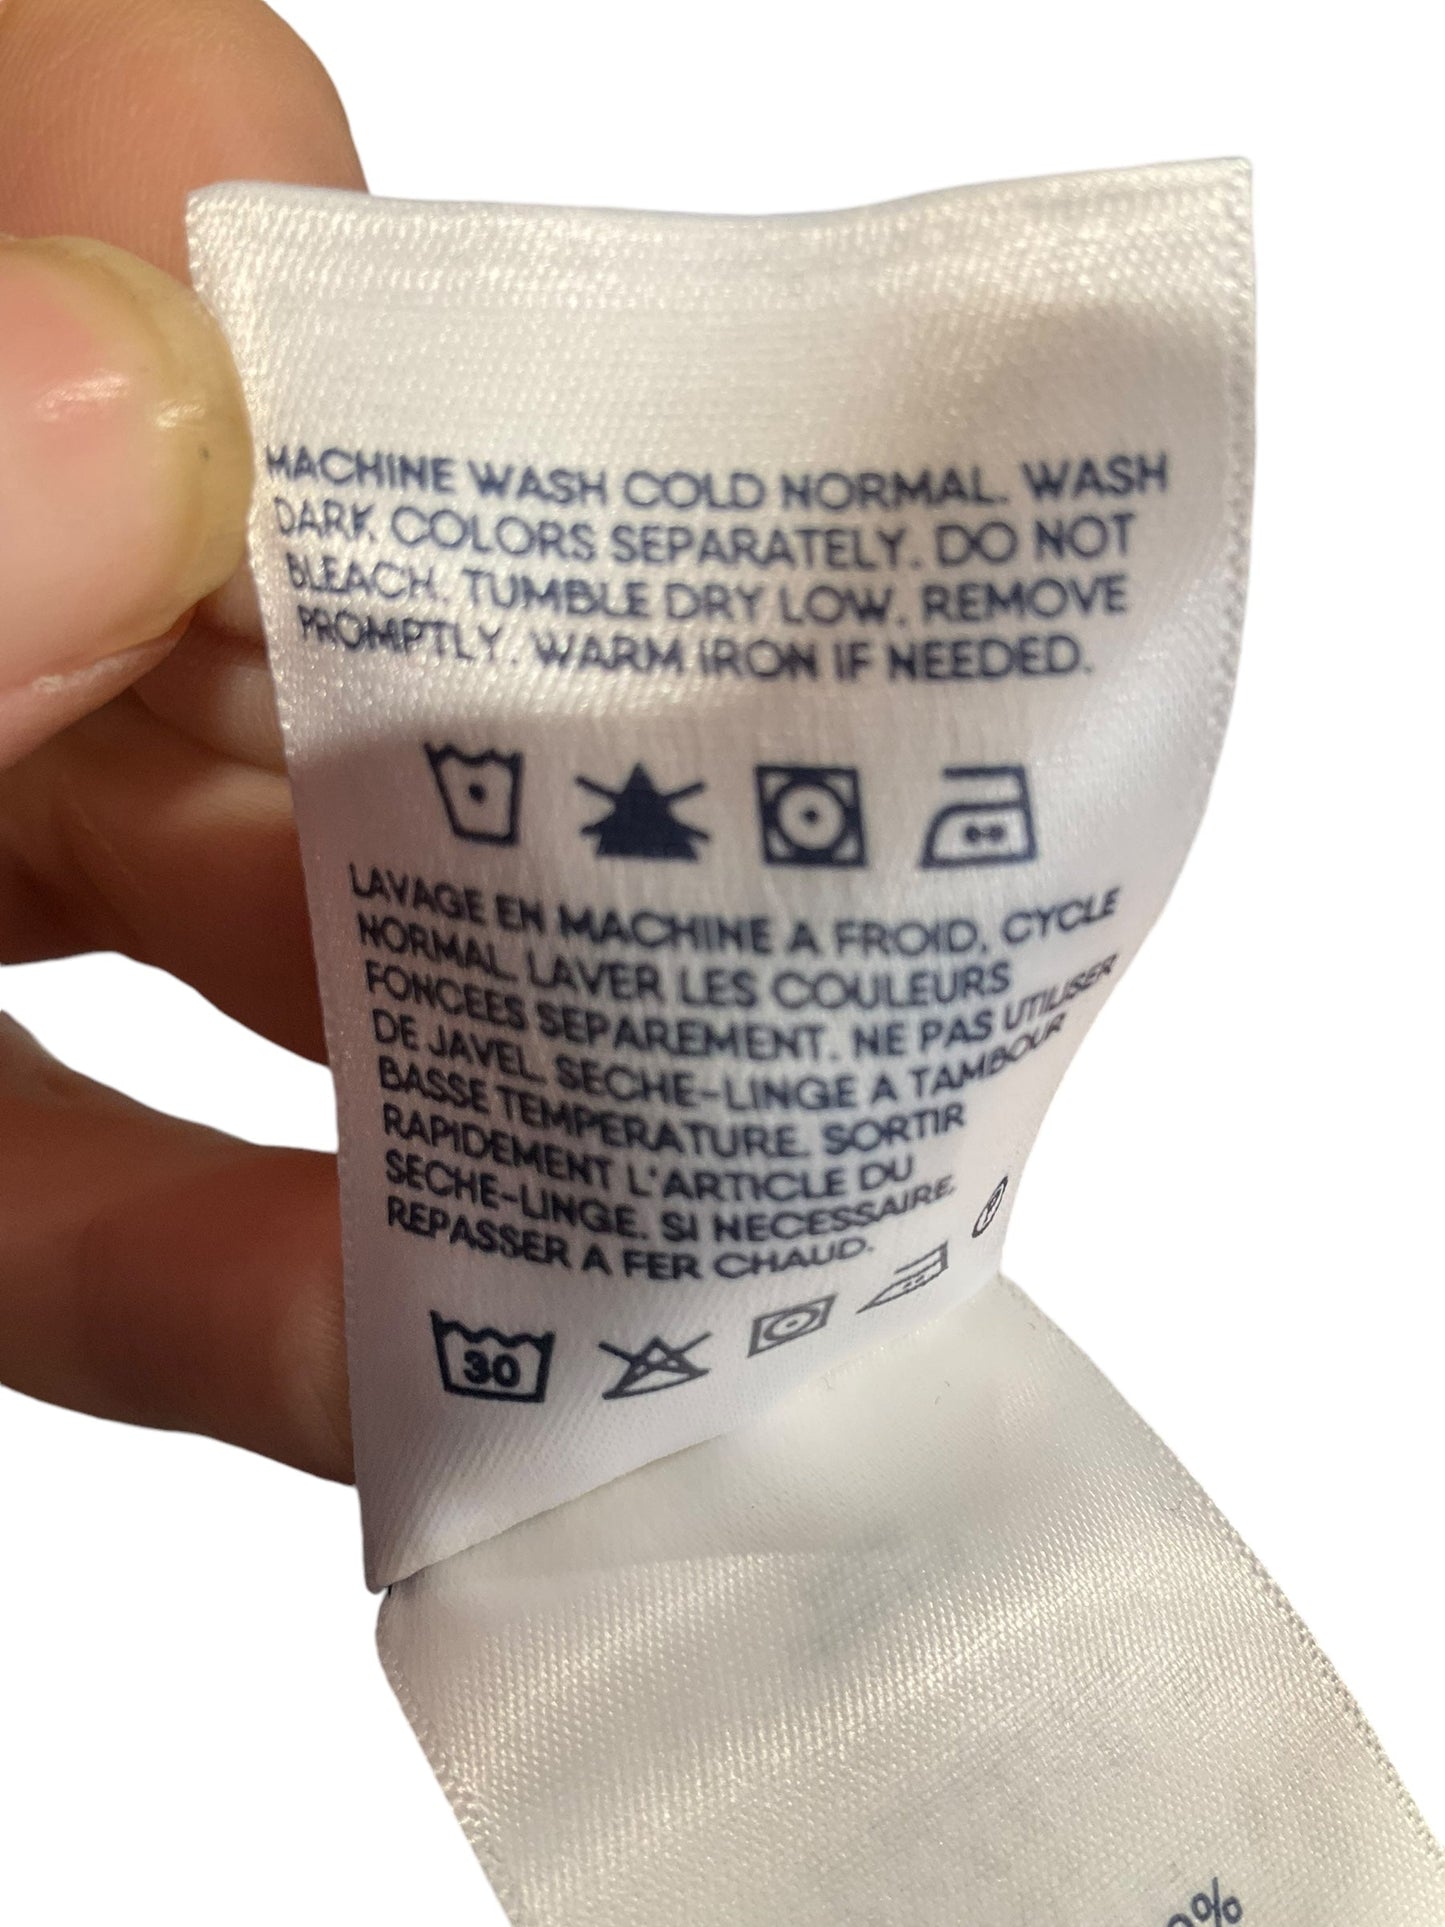 MACHINE WASH COLD NORMAL. WASH
DARK COLORS SEPARATELY. DO NOT
BLEACH. TUMBLE DRY LOW. REMOVE
PROMPTLY. WARM IRON IF NEEDED.
LAVAGE EN MACHINE A FROID, CYCLE
NORMAL. LAVER LES COULEURS
FONCEES SEPAREMENT. NE PAS UTILISER
DE JAVEL. SECHE-LINGE A TAMBOUR
BASSE TEMPERATURE. SORTIR
RAPIDEMENT L'ARTICLE DU
SECHE-LINGE. SI NECESSAIRE,
REPASSER A FER CHAUD.
30
P
%